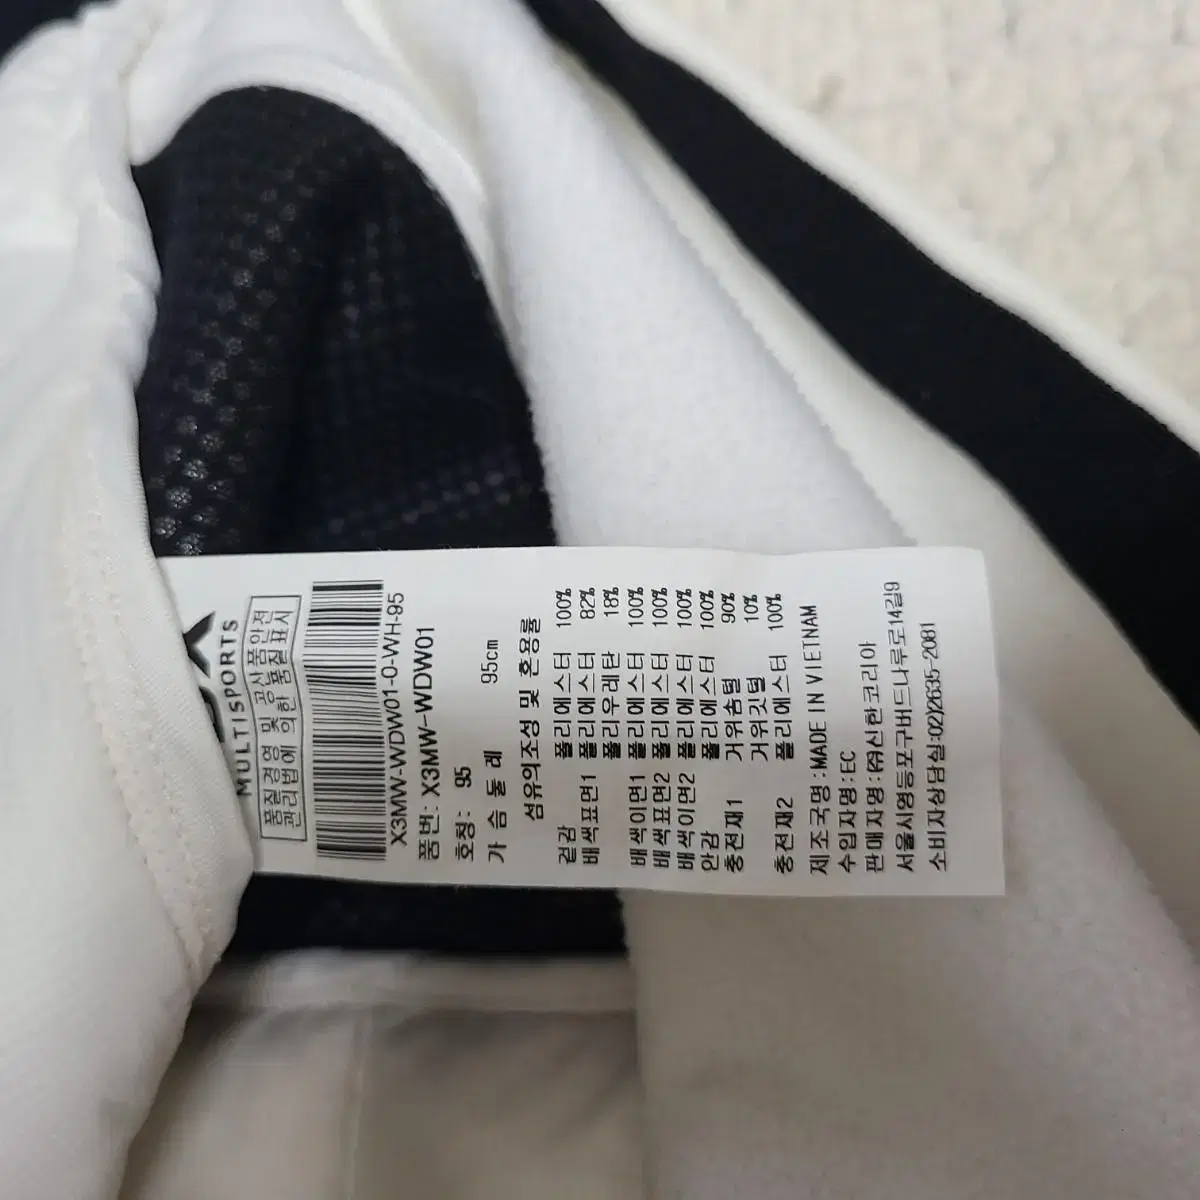 MULTISPORTS
품질경영 및 공산품안전
관리법에 의한 품질표시
X3MW-WDW01-0-WH-95
품번: X3MW-WDW01
호칭: 95
가 슴 둘 레 95cm
섬유의조성 및 혼용률
겉감 폴리에스터 100%
배색표면1 폴리에스터 82%
폴리우레탄 18%
배색이면1 폴리에스터 100%
배색표면2 폴리에스터 100%
배색이면2 폴리에스터 100%
안감 폴리에스터 100%
충전재1 거위솜털 90%
거위깃털 10%
충전재2 폴리에스터 100%
제조국명:MADE IN VIETNAM
수입자명:EC
판매자명:㈜신한코리아
서울시영등포구버드나루로14길9
소비자상담실:02)2635-2081